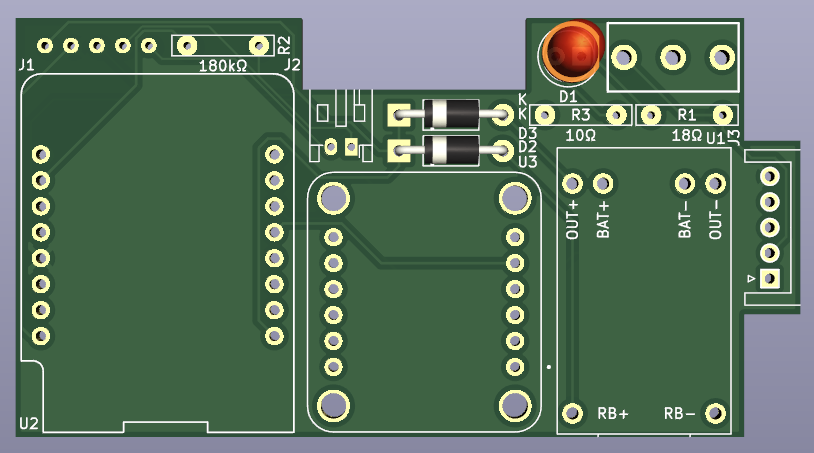 R2
J1
180kΩ
J2
K
D1
K
R3
R1
D3
10Ω
18Ω
U1
J3
D2
U3
OUT+
BAT+
BAT-
OUT-
U2
RB+
RB-